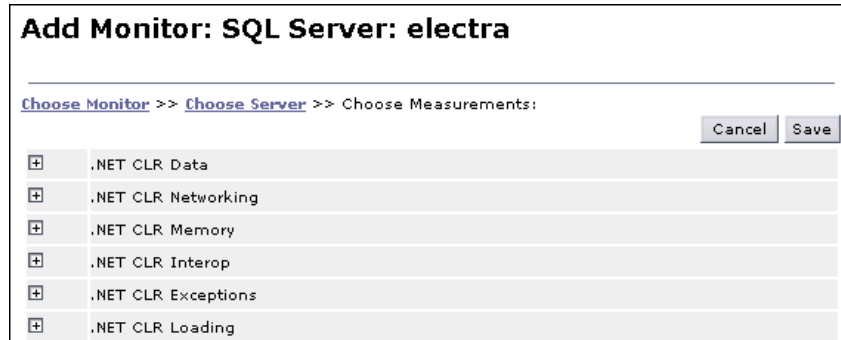 Add Monitor: SQL Server: electra
Choose Monitor >> Choose Server >> Choose Measurements:
Cancel Save
.NET CLR Data
.NET CLR Networking
.NET CLR Memory
.NET CLR Interop
.NET CLR Exceptions
.NET CLR Loading